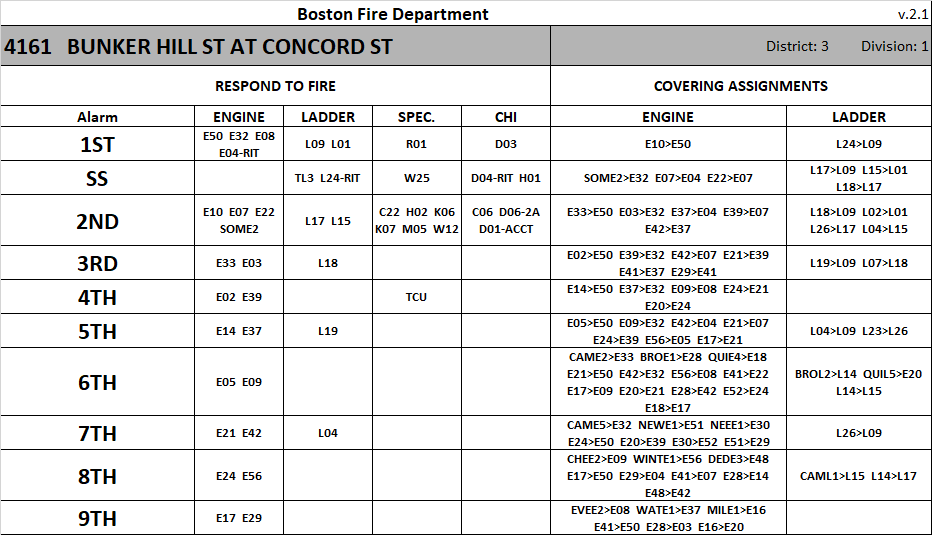 Boston Fire Department
v.2.1
4161 BUNKER HILL ST AT CONCORD ST
District: 3 Division: 1
RESPOND TO FIRE
COVERING ASSIGNMENTS
Alarm ENGINE LADDER SPEC. CHI ENGINE LADDER
1ST
E50 E32 E08
E04-RIT
L09 L01
R01
D03
E10>E50
L24>L09
SS
TL3 L24-RIT
W25
D04-RIT H01
SOME2>E32 E07>E04 E22>E07
L17>L09 L15>L01
L18>L17
2ND
E10 E07 E22
SOME2
L17 L15
C22 H02 K06
K07 M05 W12
C06 D06-2A
D01-ACCT
E33>E50 E03>E32 E37>E04 E39>E07
E42>E37
L18>L09 L02>L01
L26>L17 L04>L15
3RD
E33 E03
L18
E02>E50 E39>E32 E42>E07 E21>E39
E41>E37 E29>E41
L19>L09 L07>L18
4TH
E02 E39
TCU
E14>E50 E37>E32 E09>E08 E24>E21
E20>E24
5TH
E14 E37
L19
E05>E50 E09>E32 E42>E04 E21>E07
E24>E39 E56>E05 E17>E21
L04>L09 L23>L26
6TH
E05 E09
CAME2>E33 BROE1>E28 QUIE4>E18
E21>E50 E42>E32 E56>E08 E41>E22
E17>E09 E20>E21 E28>E42 E52>E24
E18>E17
BROL2>L14 QUIL5>E20
L14>L15
7TH
E21 E42
L04
CAME5>E32 NEWE1>E51 NEEE1>E30
E24>E50 E20>E39 E30>E52 E51>E29
L26>L09
8TH
E24 E56
CHEE2>E09 WINTE1>E56 DEDE3>E48
E17>E50 E29>E04 E41>E07 E28>E14
E48>E42
CAML1>L15 L14>L17
9TH
E17 E29
EVEE2>E08 WATE1>E37 MILE1>E16
E41>E50 E28>E03 E16>E20